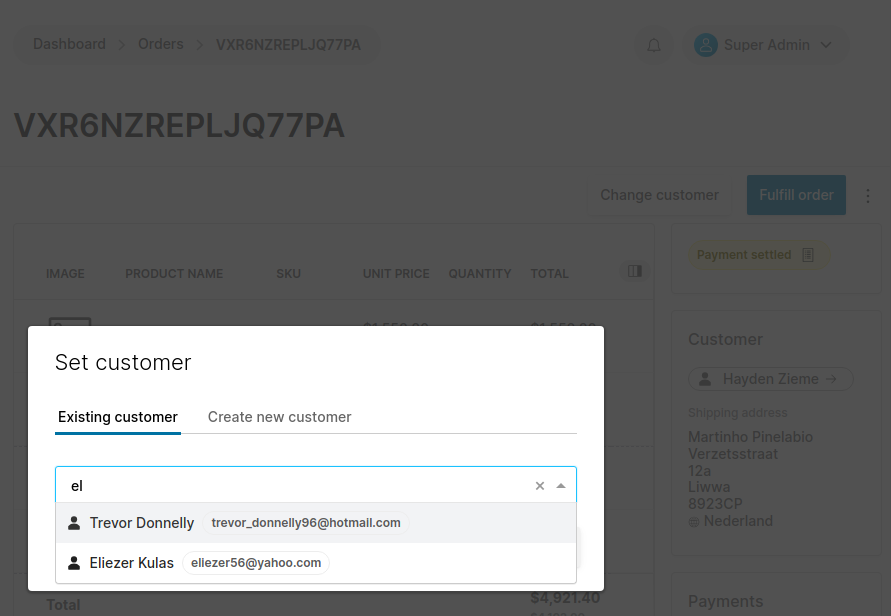 Dashboard
Orders
VXR6NZREPLJQ77PA
Super Admin
VXR6NZREPLJQ77PA
Change customer
Fulfill order
IMAGE
PRODUCT NAME
SKU
UNIT PRICE
QUANTITY
TOTAL
Payment settled
Customer
Hayden Zieme
Shipping address
Martinho Pinelabio
Verzetsstraat
12a
Liwwa
8923CP
Nederland
Set customer
Existing customer
Create new customer
el
Trevor Donnelly
trevor_donnelly96@hotmail.com
Eliezer Kulas
eliezer56@yahoo.com
Total
$4,921.40
Payments